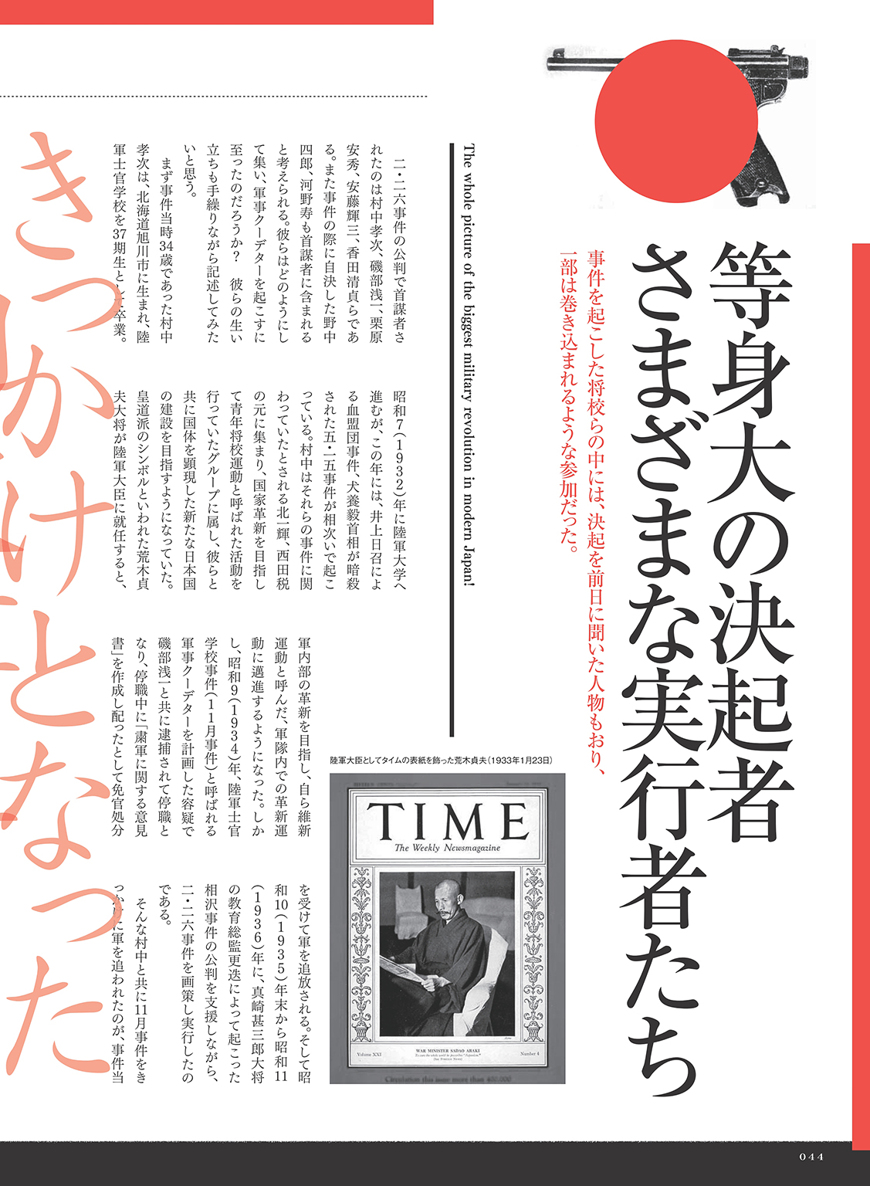 等身大の決起者
さまざまな実行者たち
事件を起こした将校らの中には、決起を前日に聞いた人物もおり、
一部は巻き込まれるような参加だった。
The whole picture of the biggest military revolution in modern Japan!
二・二六事件の公判で首謀者さ
れたのは村中孝次、磯部浅一、栗原
安秀、安藤輝三、香田清貞らであ
る。また事件の際に自決した野中
四郎、河野寿も首謀者に含まれる
と考えられる。彼らはどのようにし
て集い、軍事クーデターを起こすに
至ったのだろうか？　彼らの生い
立ちも手繰りながら記述してみた
いと思う。
まず事件当時34歳であった村中
孝次は、北海道旭川市に生まれ、陸
軍士官学校を37期生として卒業。
昭和7（1932）年に陸軍大学へ
進むが、この年には、井上日召によ
る血盟団事件、犬養毅首相が暗殺
された五・一五事件が相次いで起こ
っている。村中はそれらの事件に関
わっていたとされる北一輝、西田税
の元に集まり、国家革新を目指し
て青年将校運動と呼ばれた活動を
行っていたグループに属し、彼らと
共に国体を顕現した新たな日本国
の建設を目指すようになっていた。
皇道派のシンボルといわれた荒木貞
夫大将が陸軍大臣に就任すると、
軍内部の革新を目指し、自ら維新
運動と呼んだ、軍隊内での革新運
動に邁進するようになった。しか
し、昭和9（1934）年、陸軍士官
学校事件（11月事件）と呼ばれる
軍事クーデターを計画した容疑で
磯部浅一と共に逮捕されて停職と
なり、停職中に「粛軍に関する意見
書」を作成し配ったとして免官処分
を受けて軍を追放される。そして昭
和10（1935）年末から昭和11
（1936）年に、真崎甚三郎大将
の教育総監更迭によって起こった
相沢事件の公判を支援しながら、
二・二六事件を画策し実行したの
である。
そんな村中と共に11月事件をき
っかけに軍を追われたのが、事件当
陸軍大臣としてタイムの表紙を飾った荒木貞夫（1933年1月23日）
TIME
The Weekly Newsmagazine
WAR MINISTER SADAO ARAKI
Volume XXI
Number 4
Circulation this issue more than 400,000
きっかけとなった
044